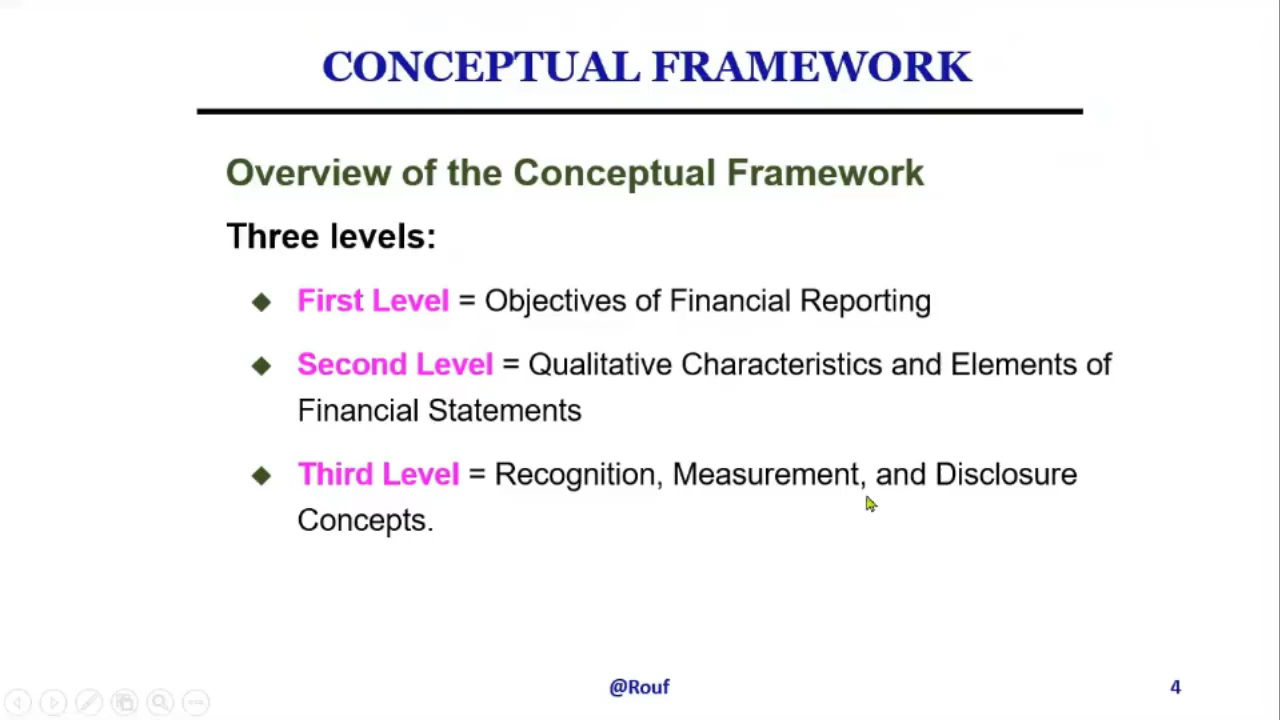 CONCEPTUAL FRAMEWORK
Overview of the Conceptual Framework
Three levels:
First Level = Objectives of Financial Reporting
Second Level = Qualitative Characteristics and Elements of
Financial Statements
Third Level = Recognition, Measurement, and Disclosure
Concepts.
@Rouf
4